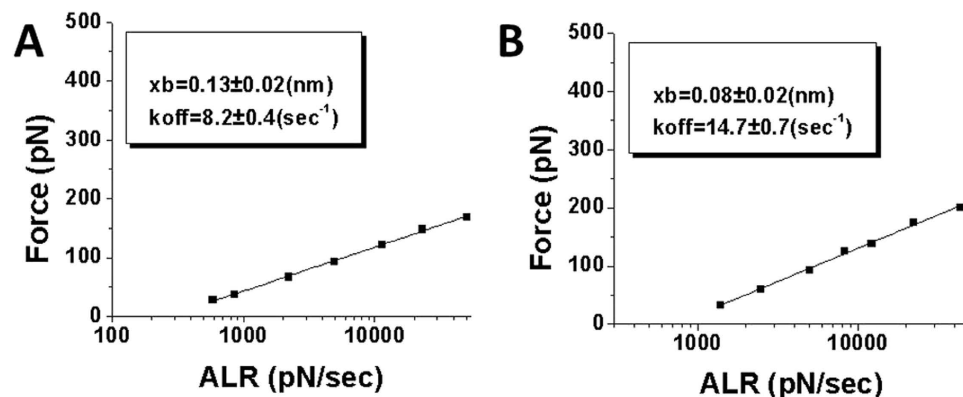 A
Force (pN)
500
400
300
200
100
0
xb=0.13±0.02(nm)
koff=8.2±0.4(sec⁻¹)
100
1000
10000
ALR (pN/sec)
B
Force (pN)
500
400
300
200
100
0
xb=0.08±0.02(nm)
koff=14.7±0.7(sec⁻¹)
1000
10000
ALR (pN/sec)